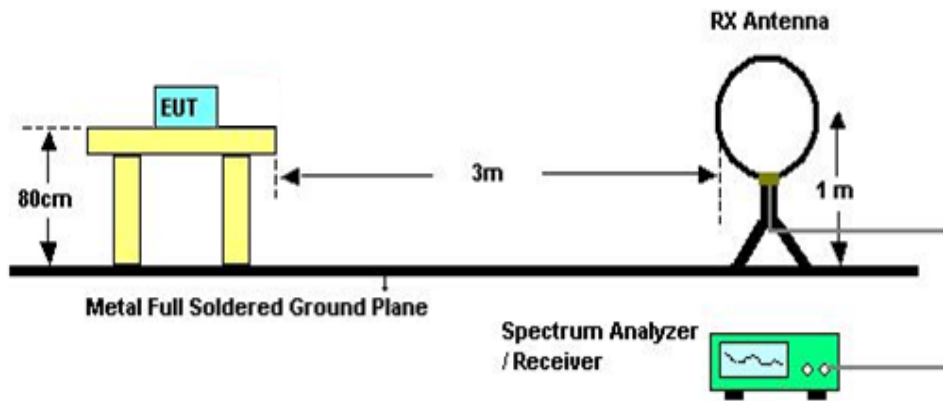 RX Antenna
EUT
3m
80cm
1 m
Metal Full Soldered Ground Plane
Spectrum Analyzer
/ Receiver